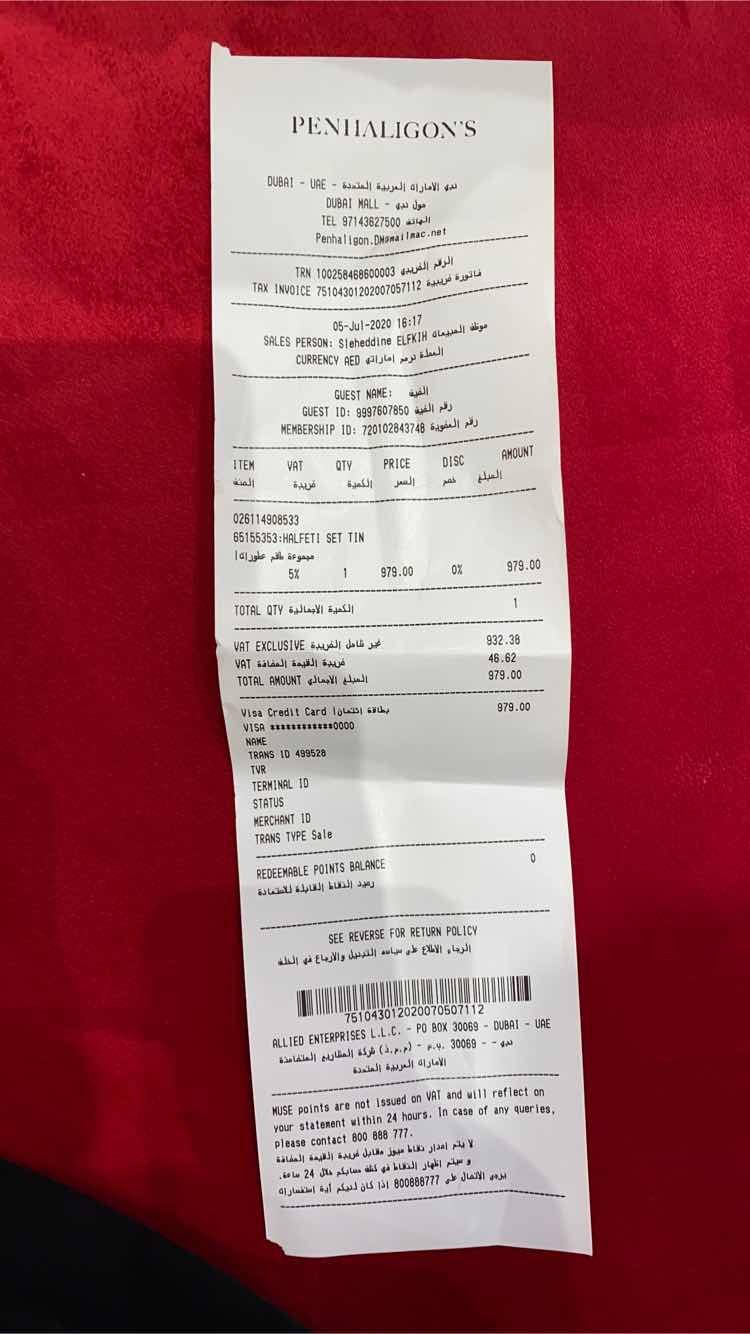 PENHALIGON'S
DUBAI - UAE - دبي الامارات العربية المتحدة
DUBAI MALL - مول دبي
TEL 97143627500 الهاتف
Penhaligon.DM@mailmac.net
TRN 100258468600003 الرقم الضريبي
TAX INVOICE 75104301202007057112 فاتورة ضريبية
05-Jul-2020 16:17
SALES PERSON: Sleheddine ELFKIH موظف المبيعات
CURRENCY AED العملة درهم اماراتي
GUEST NAME: الضيف
GUEST ID: 9997607850 رقم الضيف
MEMBERSHIP ID: 720102843748 رقم العضوية
ITEM VAT QTY PRICE DISC AMOUNT
الصنف ضريبة الكمية السعر خصم المبلغ
026114908533
65155353:HALFETI SET TIN
مجموعة طقم عطورات
5% 1 979.00 0% 979.00
TOTAL QTY الكمية الاجمالية 1
VAT EXCLUSIVE غير شامل الضريبة 932.38
VAT ضريبة القيمة المضافة 46.62
TOTAL AMOUNT المبلغ الاجمالي 979.00
Visa Credit Card بطاقة إئتمان 979.00
VISA ************0000
NAME
TRANS ID 499528
TVR
TERMINAL ID
STATUS
MERCHANT ID
TRANS TYPE Sale
REDEEMABLE POINTS BALANCE 0
رصيد النقاط القابلة للاستعادة
SEE REVERSE FOR RETURN POLICY
الرجاء الاطلاع على سياسة التبديل والارجاع في الخلف
751043012020070507112
ALLIED ENTERPRISES L.L.C. - PO BOX 30069 - DUBAI - UAE
شركة المشاريع المتضامنة (ذ.م.م) - ص.ب. 30069 - - دبي
الامارات العربية المتحدة
MUSE points are not issued on VAT and will reflect on
your statement within 24 hours. In case of any queries,
please contact 800 888 777.
لا يتم إصدار نقاط ميوز مقابل ضريبة القيمة المضافة
و سيتم اظهار النقاط في كشف حسابكم خلال 24 ساعة.
يرجى الاتصال على 800888777 اذا كان لديكم أية استفسارات